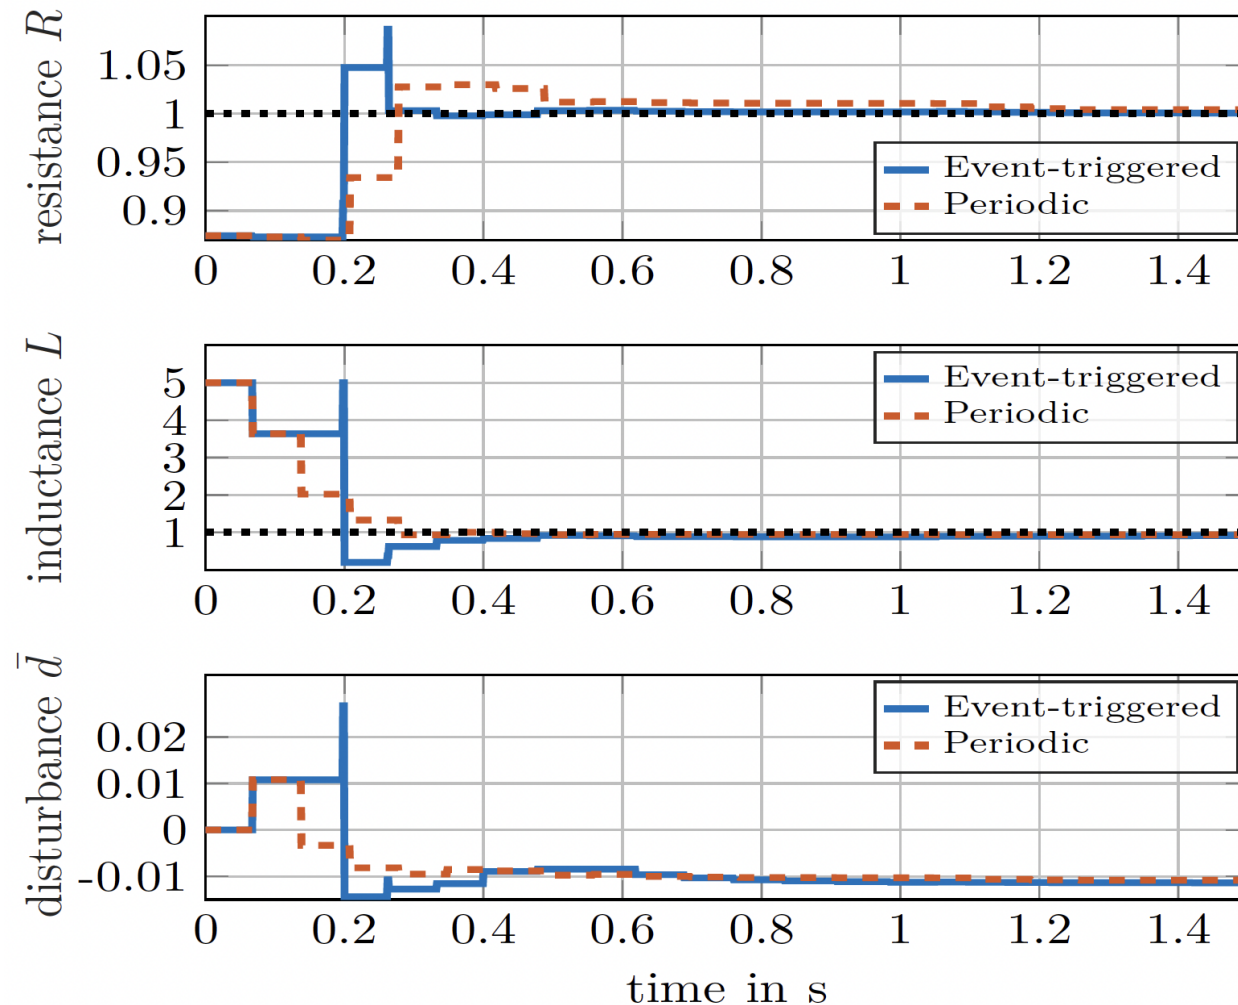 resistance R
1.05
1
0.95
0.9
Event-triggered
Periodic
0 0.2 0.4 0.6 0.8 1 1.2 1.4
inductance L
5
4
3
2
1
Event-triggered
Periodic
0 0.2 0.4 0.6 0.8 1 1.2 1.4
disturbance d̄
0.02
0.01
0
-0.01
Event-triggered
Periodic
0 0.2 0.4 0.6 0.8 1 1.2 1.4
time in s